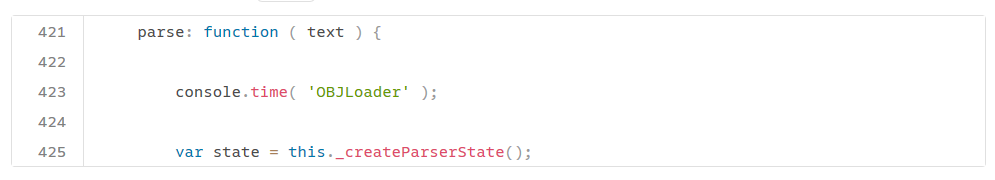 421 parse: function ( text ) {
422
423 console.time( 'OBJLoader' );
424
425 var state = this._createParserState();